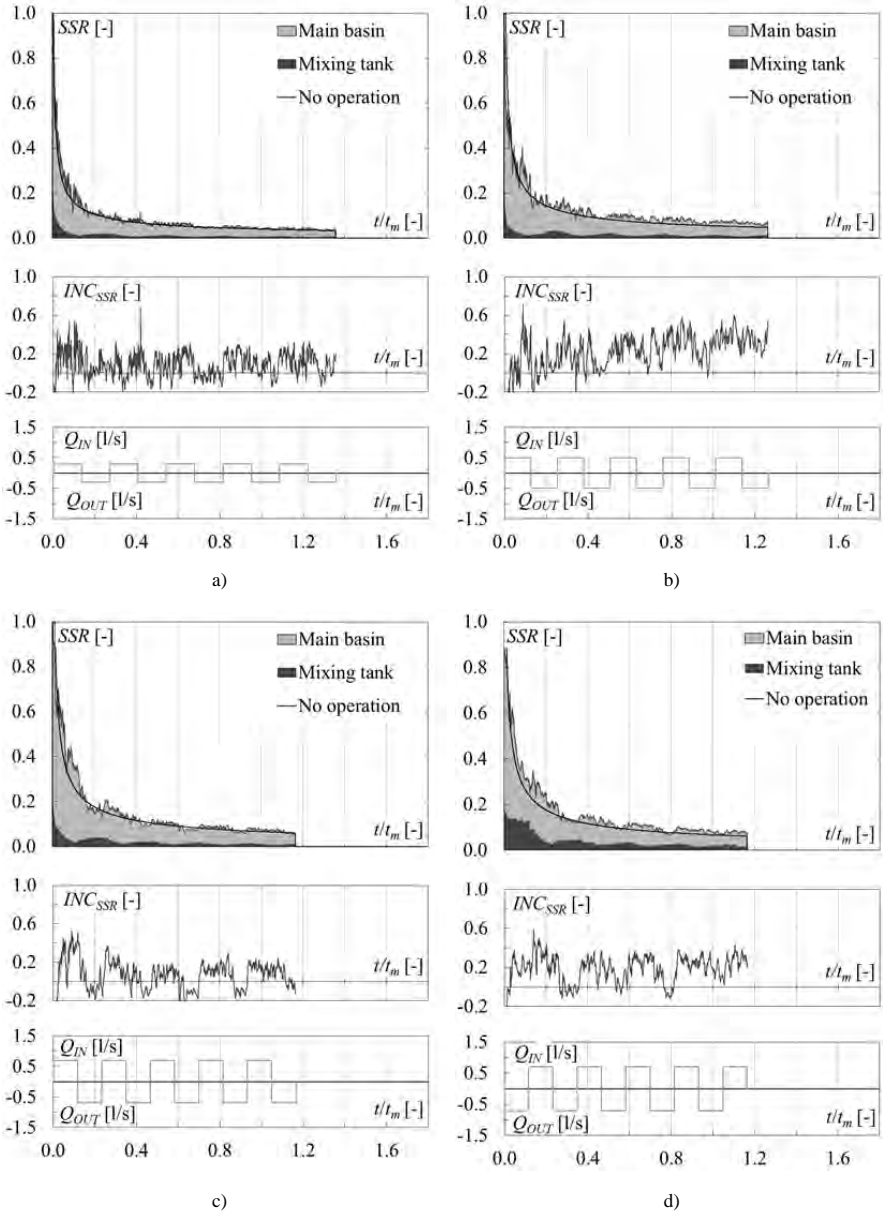 1.0
0.8
0.6
0.4
0.2
0.0
SSR [-]
Main basin
Mixing tank
No operation
t/tm [-]
1.0
0.6
0.2
-0.2
INCSSR [-]
t/tm [-]
1.5
0.5
-0.5
-1.5
QIN [l/s]
QOUT [l/s]
t/tm [-]
0.0 0.4 0.8 1.2 1.6
a)
1.0
0.8
0.6
0.4
0.2
0.0
SSR [-]
Main basin
Mixing tank
No operation
t/tm [-]
1.0
0.6
0.2
-0.2
INCSSR [-]
t/tm [-]
1.5
0.5
-0.5
-1.5
QIN [l/s]
QOUT [l/s]
t/tm [-]
0.0 0.4 0.8 1.2 1.6
b)
1.0
0.8
0.6
0.4
0.2
0.0
SSR [-]
Main basin
Mixing tank
No operation
t/tm [-]
1.0
0.6
0.2
-0.2
INCSSR [-]
t/tm [-]
1.5
0.5
-0.5
-1.5
QIN [l/s]
QOUT [l/s]
t/tm [-]
0.0 0.4 0.8 1.2 1.6
c)
1.0
0.8
0.6
0.4
0.2
0.0
SSR [-]
Main basin
Mixing tank
No operation
t/tm [-]
1.0
0.6
0.2
-0.2
INCSSR [-]
t/tm [-]
1.5
0.5
-0.5
-1.5
QIN [l/s]
QOUT [l/s]
t/tm [-]
0.0 0.4 0.8 1.2 1.6
d)